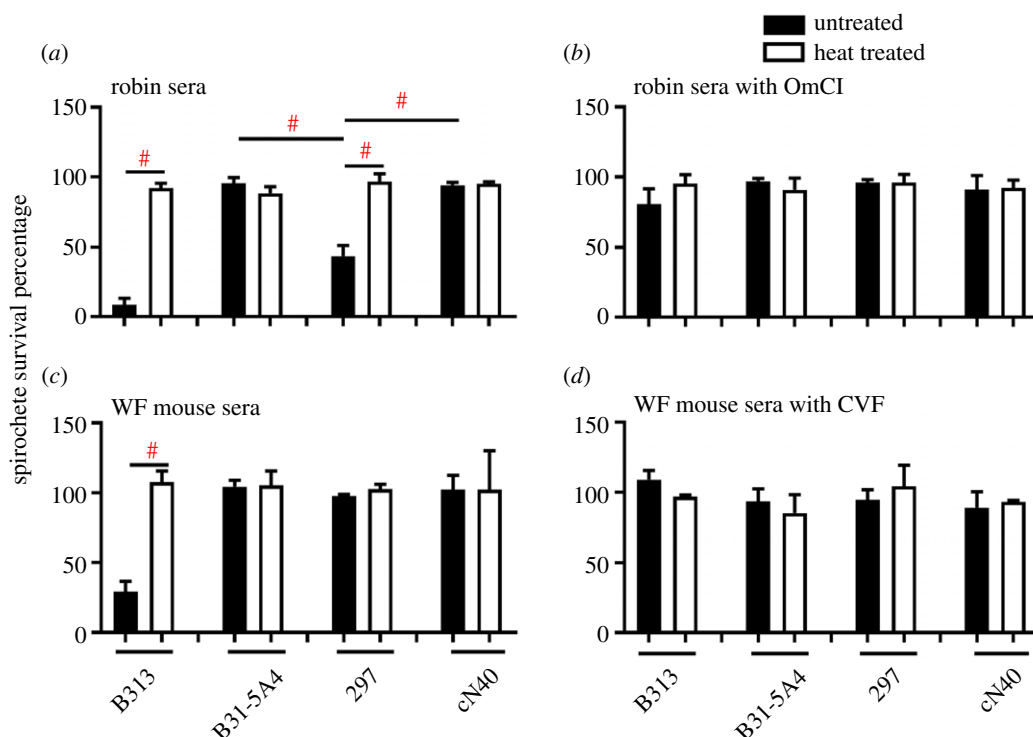 untreated
heat treated
(a)
(b)
robin sera
robin sera with OmCI
#
#
#
#
150
100
50
0
150
100
50
0
spirochete survival percentage
(c)
(d)
WF mouse sera
WF mouse sera with CVF
#
150
100
50
0
150
100
50
0
B313
B31-5A4
297
cN40
B313
B31-5A4
297
cN40